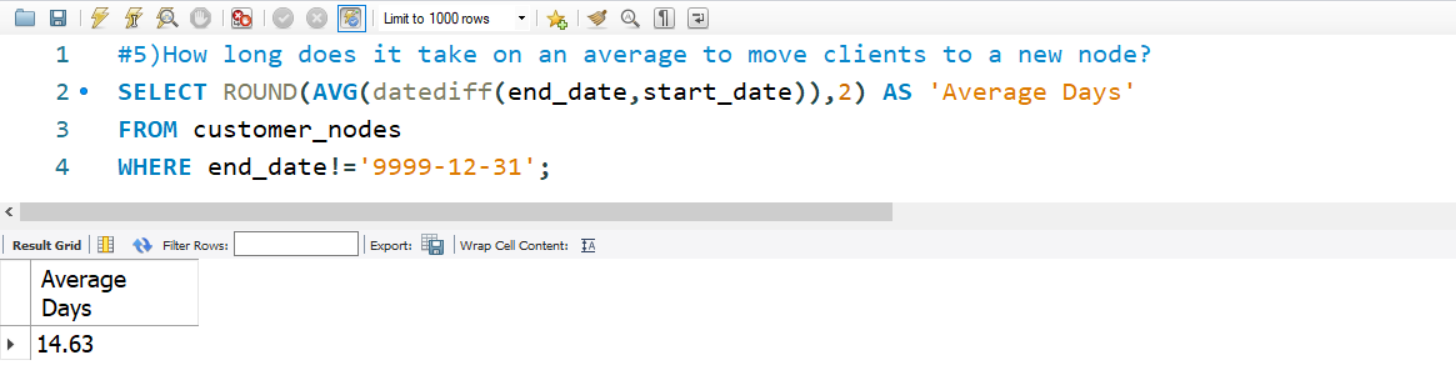 Limit to 1000 rows
1 #5)How long does it take on an average to move clients to a new node?
2 SELECT ROUND(AVG(datediff(end_date,start_date)),2) AS 'Average Days'
3 FROM customer_nodes
4 WHERE end_date!='9999-12-31';
Result Grid Filter Rows: Export: Wrap Cell Content: IA
Average
Days
14.63